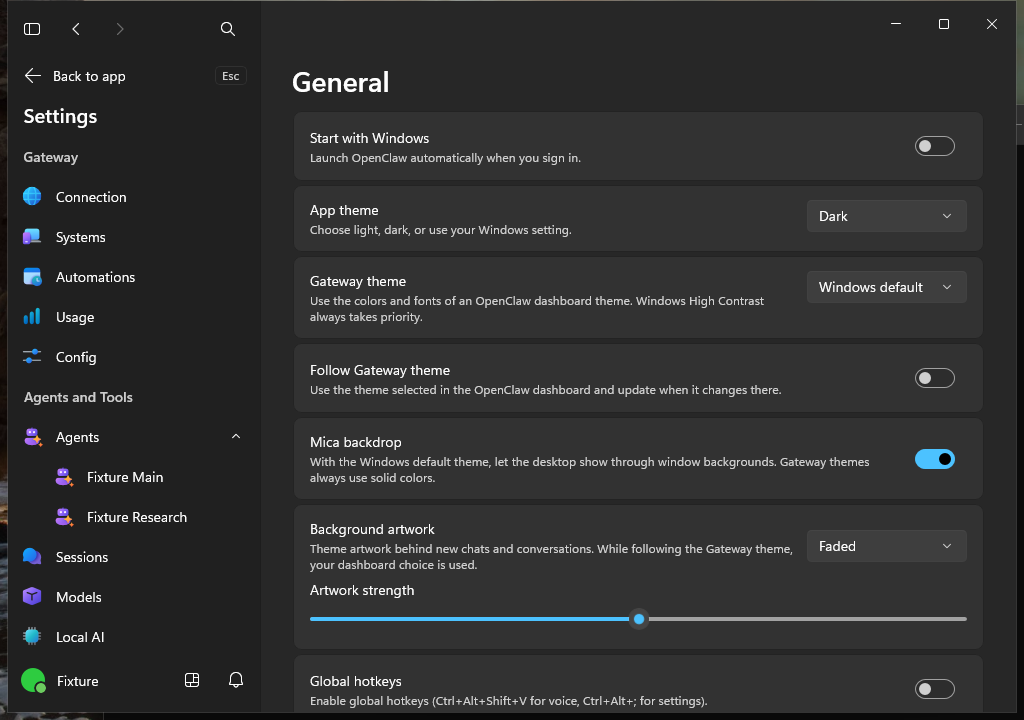 Back to app
Esc
Settings
Gateway
Connection
Systems
Automations
Usage
Config
Agents and Tools
Agents
Fixture Main
Fixture Research
Sessions
Models
Local AI
Fixture
General
Start with Windows
Launch OpenClaw automatically when you sign in.
App theme
Choose light, dark, or use your Windows setting.
Dark
Gateway theme
Use the colors and fonts of an OpenClaw dashboard theme. Windows High Contrast
always takes priority.
Windows default
Follow Gateway theme
Use the theme selected in the OpenClaw dashboard and update when it changes there.
Mica backdrop
With the Windows default theme, let the desktop show through window backgrounds. Gateway themes
always use solid colors.
Background artwork
Theme artwork behind new chats and conversations. While following the Gateway theme,
your dashboard choice is used.
Faded
Artwork strength
Global hotkeys
Enable global hotkeys (Ctrl+Alt+Shift+V for voice, Ctrl+Alt+; for settings).